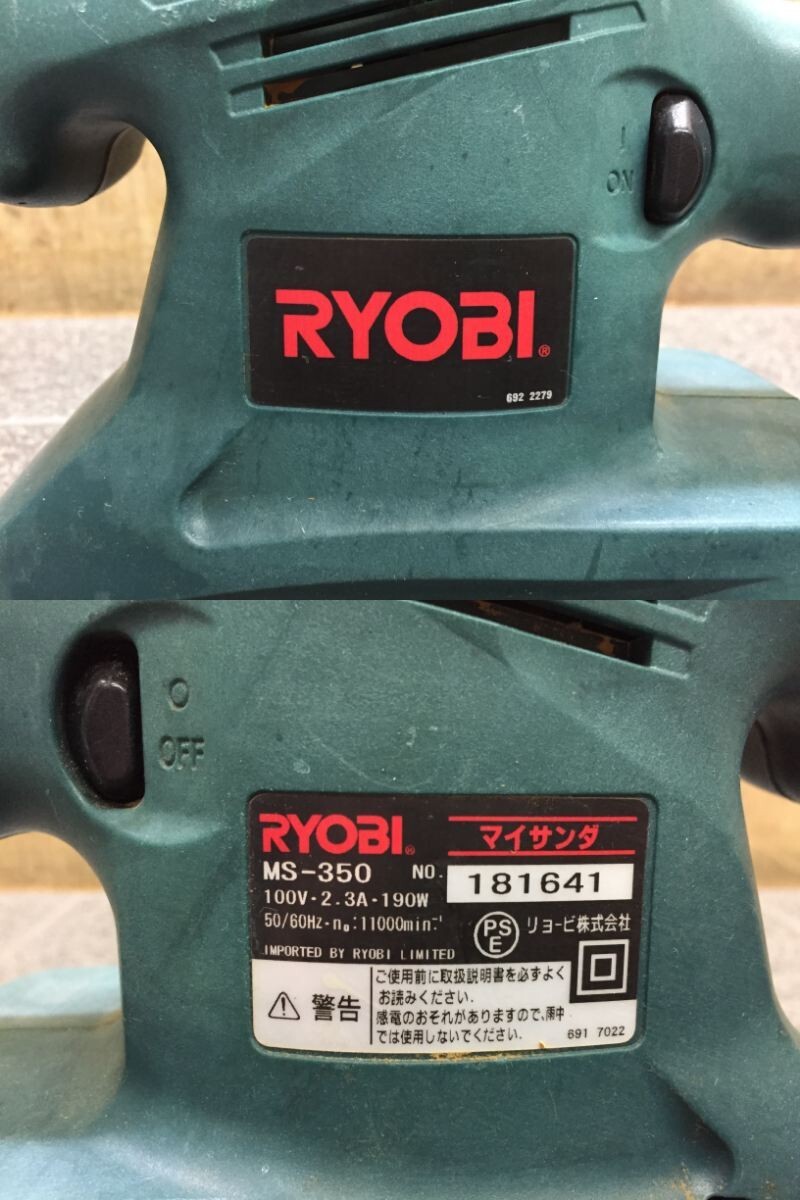 I
ON
RYOBI®
692 2279
O
OFF
RYOBI® マイサンダ
MS-350 NO. 181641
100V・2.3A・190W
50/60Hz・n₀:11000min⁻¹
PS
E
リョービ株式会社
IMPORTED BY RYOBI LIMITED
警告
ご使用前に取扱説明書を必ずよく
お読みください.
感電のおそれがありますので、雨中
では使用しないでください.
691 7022